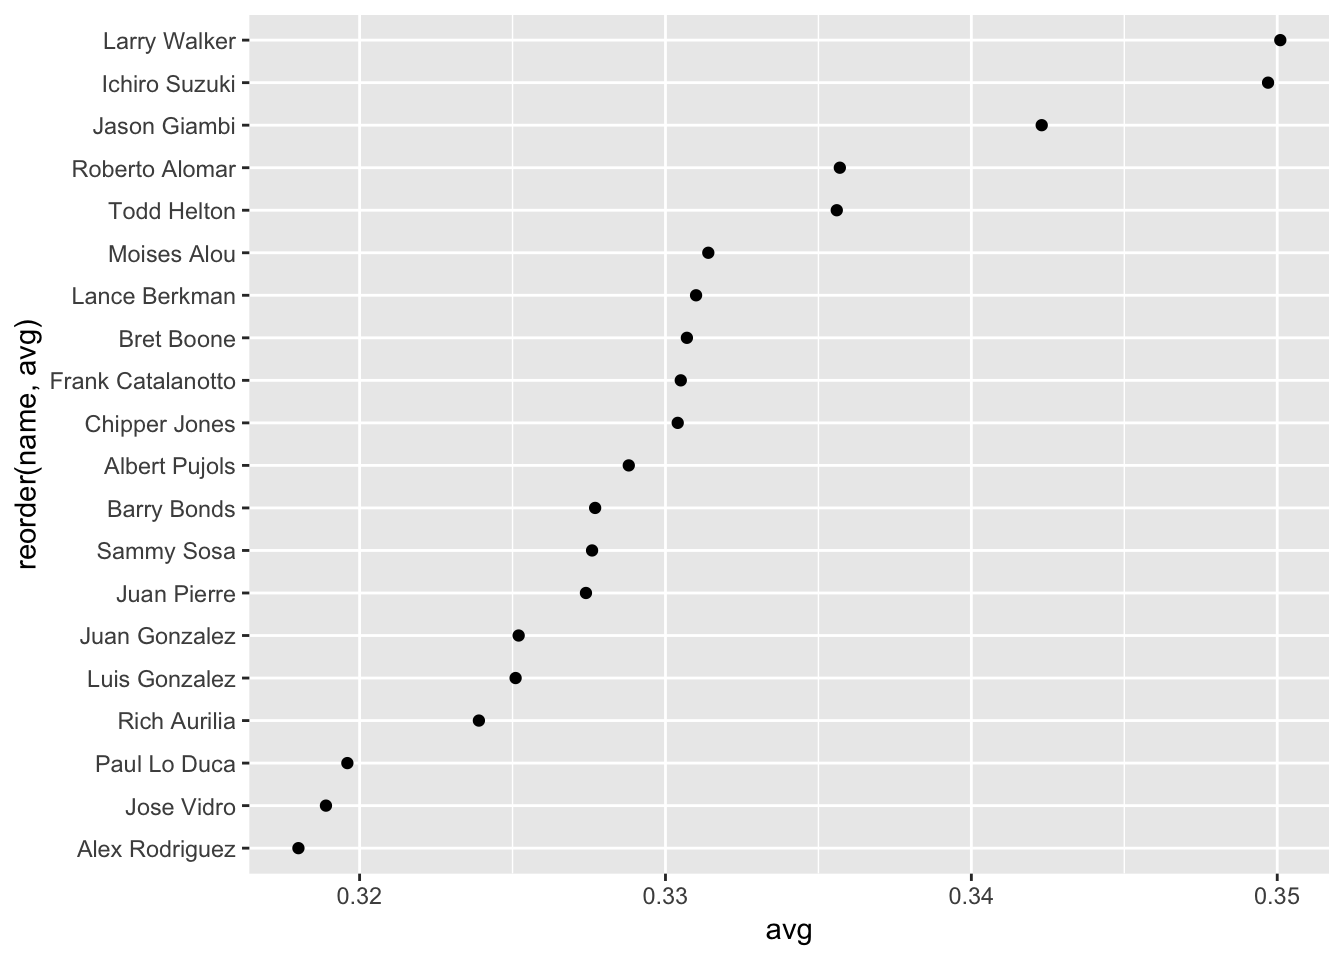 Larry Walker
Ichiro Suzuki
Jason Giambi
Roberto Alomar
Todd Helton
Moises Alou
Lance Berkman
Bret Boone
Frank Catalanotto
Chipper Jones
Albert Pujols
Barry Bonds
Sammy Sosa
Juan Pierre
Juan Gonzalez
Luis Gonzalez
Rich Aurilia
Paul Lo Duca
Jose Vidro
Alex Rodriguez
reorder(name, avg)
0.32 0.33 0.34 0.35
avg